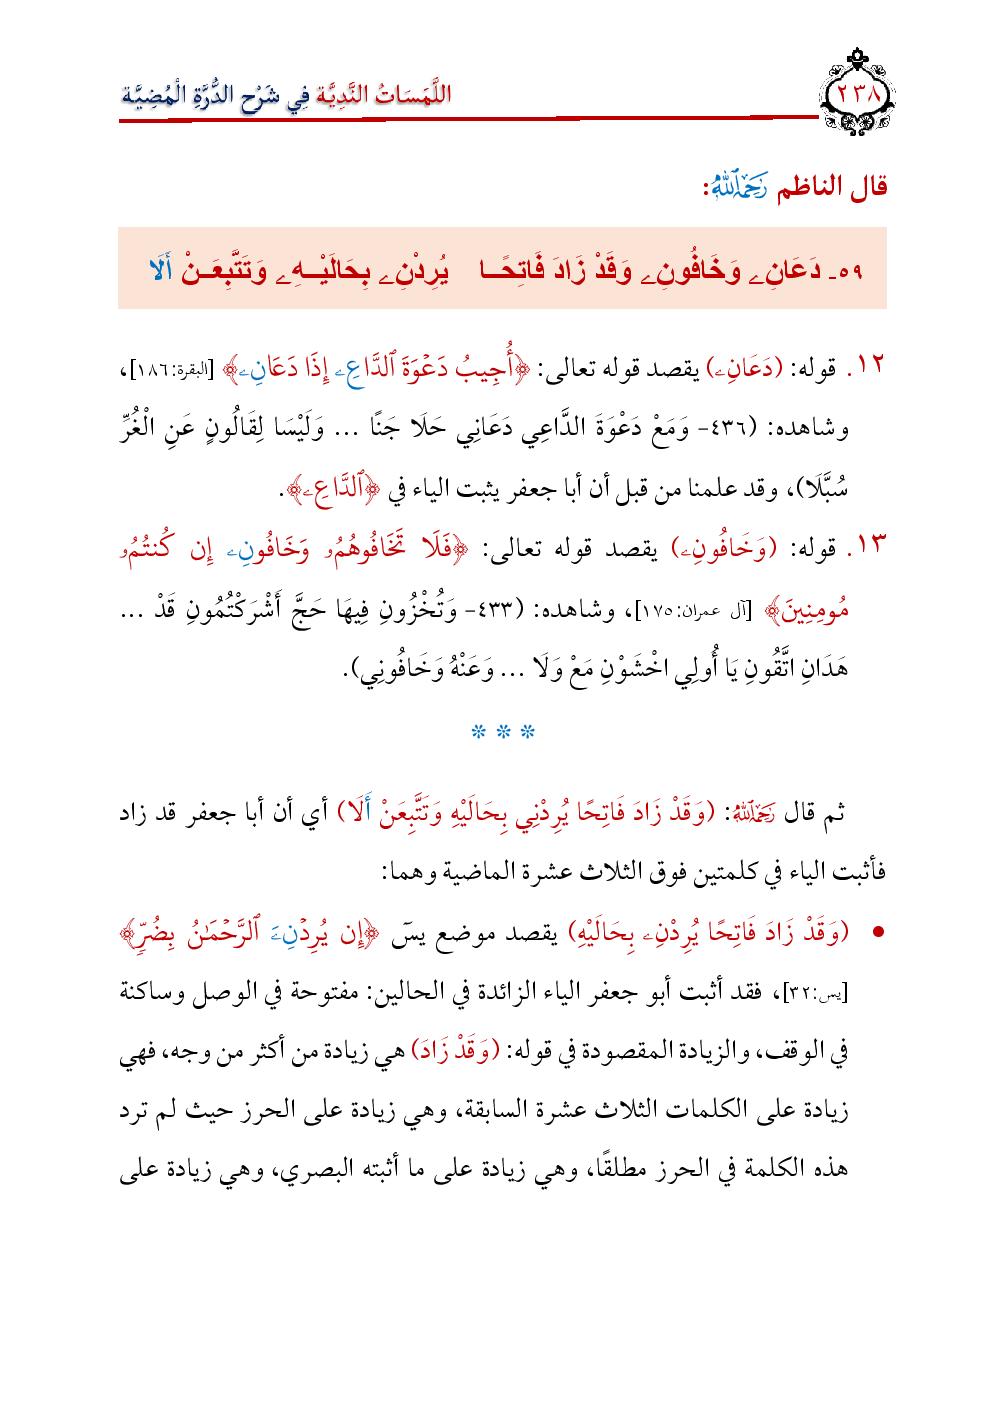 ٢٣٨
اللَّمَسَاتُ النَّدِيَّة فِي شَرْح الدُّرَّةِ الْمُضِيَّة
قال الناظم رَحِمَهُ ٱللَّهُ:
٥٩- دَعَانِۦ وَخَافُونِۦ وَقَدْ زَادَ فَاتِحًـا يُرِدْنِۦ بِحَالَيْـهِۦ وَتَتَّبِعَـنْ أَلَا
١٢. قوله: (دَعَانِۦ) يقصد قوله تعالى: ﴿أُجِيبُ دَعْوَةَ ٱلدَّاعِۦ إِذَا دَعَانِۦ﴾ [البقرة:١٨٦]،
وشاهده: (٤٣٦- وَمَعْ دَعْوَةَ الدَّاعِي دَعَانِي حَلَا جَنًا ... وَلَيْسَا لِقَالُونٍ عَنِ الْغُرِّ
سُبَّلَا)، وقد علمنا من قبل أن أبا جعفر يثبت الياء في ﴿ٱلدَّاعِۦ﴾.
١٣. قوله: (وَخَافُونِۦ) يقصد قوله تعالى: ﴿فَلَا تَخَافُوهُمُۥ وَخَافُونِۦ إِن كُنتُمُۥ
مُومِنِينَ﴾ [آل عمران:١٧٥]، وشاهده: (٤٣٣- وَتُخْزُونِ فِيهَا حَجَّ أَشْرَكْتُمُونِ قَدْ ...
هَدَانِ اتَّقُونِ يَا أُولِي اخْشَوْنِ مَعْ وَلَا ... وَعَنْهُ وَخَافُونِي).
* * *
ثم قال رَحِمَهُ ٱللَّهُ: (وَقَدْ زَادَ فَاتِحًا يُرِدْنِي بِحَالَيْهِ وَتَتَّبِعَنْ أَلَا) أي أن أبا جعفر قد زاد
فأثبت الياء في كلمتين فوق الثلاث عشرة الماضية وهما:
• (وَقَدْ زَادَ فَاتِحًا يُرِدْنِۦ بِحَالَيْهِ) يقصد موضع يسٓ ﴿إِن يُرِدْنِۦَ ٱلرَّحْمَـٰنُ بِضُرٍّ﴾
[يس:٣٢]، فقد أثبت أبو جعفر الياء الزائدة في الحالين: مفتوحة في الوصل وساكنة
في الوقف، والزيادة المقصودة في قوله: (وَقَدْ زَادَ) هي زيادة من أكثر من وجه، فهي
زيادة على الكلمات الثلاث عشرة السابقة، وهي زيادة على الحرز حيث لم ترد
هذه الكلمة في الحرز مطلقًا، وهي زيادة على ما أثبته البصري، وهي زيادة على